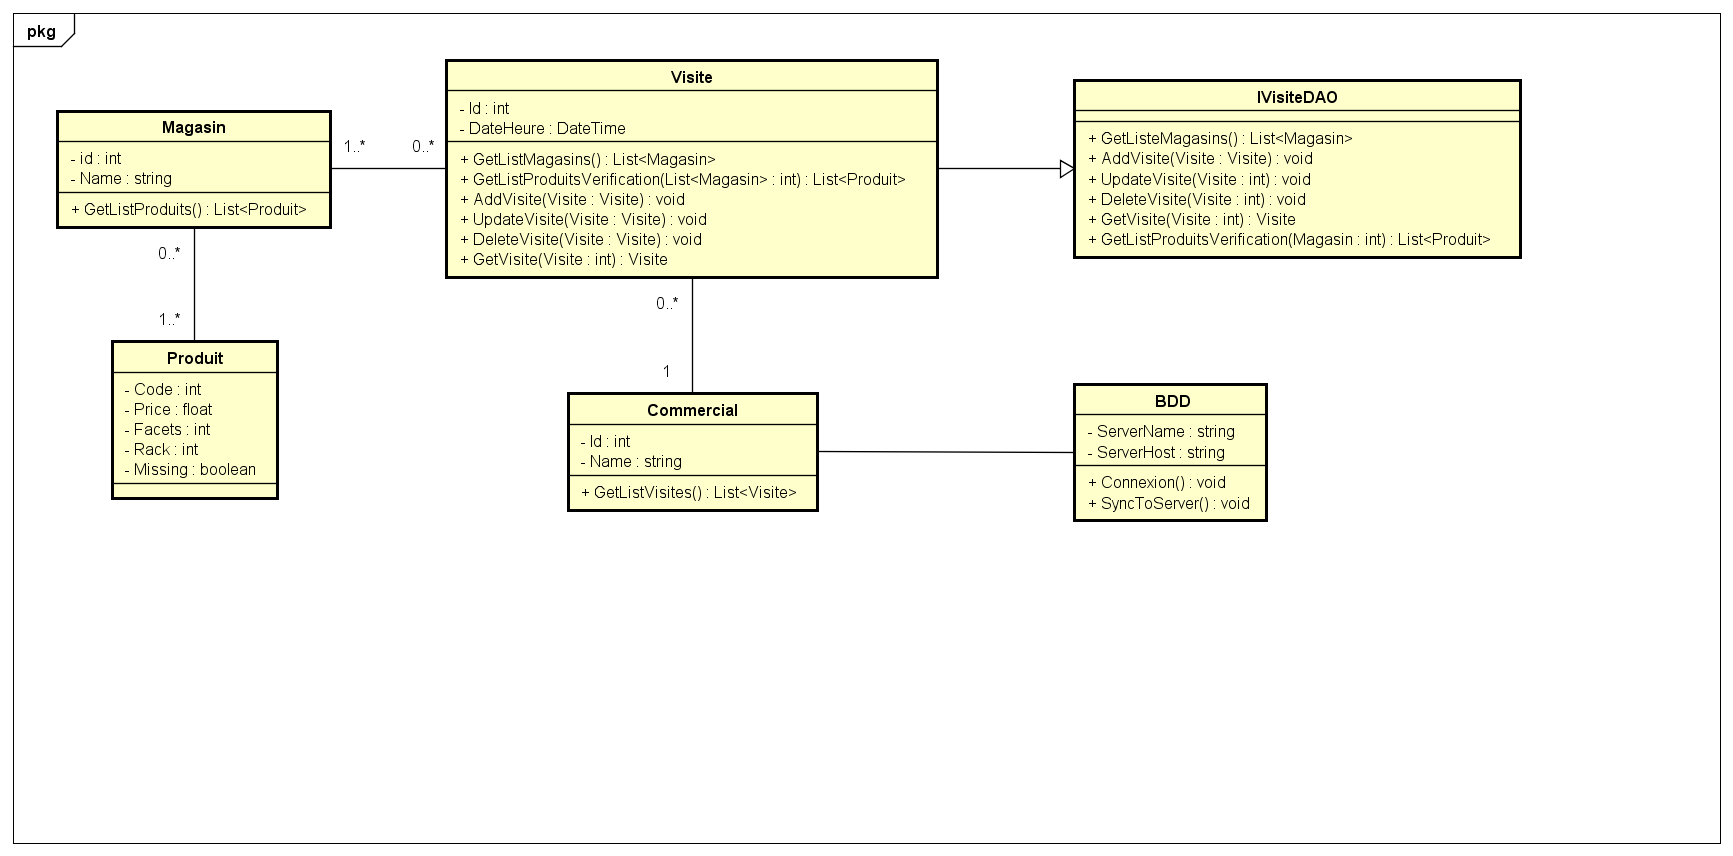 pkg
Magasin
- id : int
- Name : string
+ GetListProduits() : List<Produit>
1..*
0..*
Visite
- Id : int
- DateHeure : DateTime
+ GetListMagasins() : List<Magasin>
+ GetListProduitsVerification(List<Magasin> : int) : List<Produit>
+ AddVisite(Visite : Visite) : void
+ UpdateVisite(Visite : Visite) : void
+ DeleteVisite(Visite : Visite) : void
+ GetVisite(Visite : int) : Visite
IVisiteDAO
+ GetListeMagasins() : List<Magasin>
+ AddVisite(Visite : Visite) : void
+ UpdateVisite(Visite : int) : void
+ DeleteVisite(Visite : int) : void
+ GetVisite(Visite : int) : Visite
+ GetListProduitsVerification(Magasin : int) : List<Produit>
0..*
1..*
Produit
- Code : int
- Price : float
- Facets : int
- Rack : int
- Missing : boolean
0..*
1
Commercial
- Id : int
- Name : string
+ GetListVisites() : List<Visite>
BDD
- ServerName : string
- ServerHost : string
+ Connexion() : void
+ SyncToServer() : void